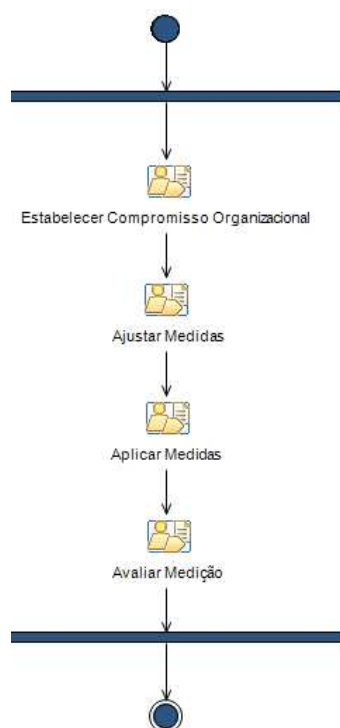 Estabelecer Compromisso Organizacional
Ajustar Medidas
Aplicar Medidas
Avaliar Medição